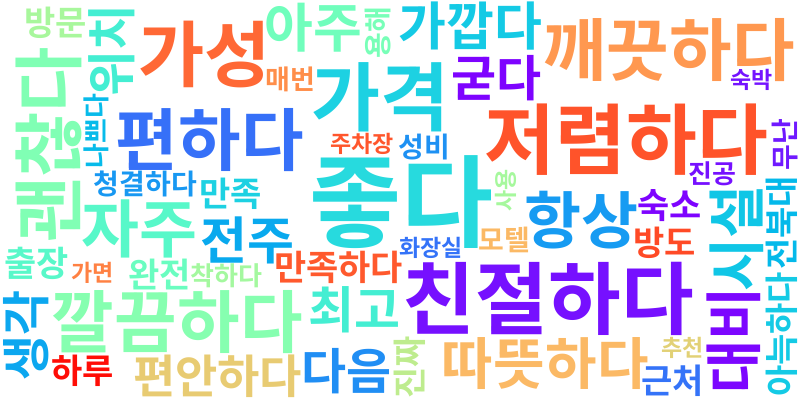 방문
위치
가성
아주
용해
가깝다
깨끗하다
매번
굳다
숙박
괜찮다
나쁘다
편하다
가격
주차장
성비
저렴하다
무난
청결하다
만족
좋다
사용
진공
숙소
시설
전북대
자주
전주
항상
모텔
방도
화장실
출장
가면
완전
착하다
만족하다
친절하다
아늑하다
대비
생각
깔끔하다
최고
하루
편안하다
다음
진짜
따뜻하다
추천
근처